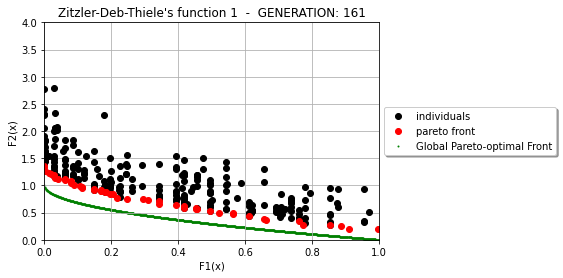 Zitzler-Deb-Thiele's function 1 - GENERATION: 161
4.0
3.5
3.0
2.5
2.0
1.5
1.0
0.5
0.0
F2(x)
0.0 0.2 0.4 0.6 0.8 1.0
F1(x)
individuals
pareto front
Global Pareto-optimal Front